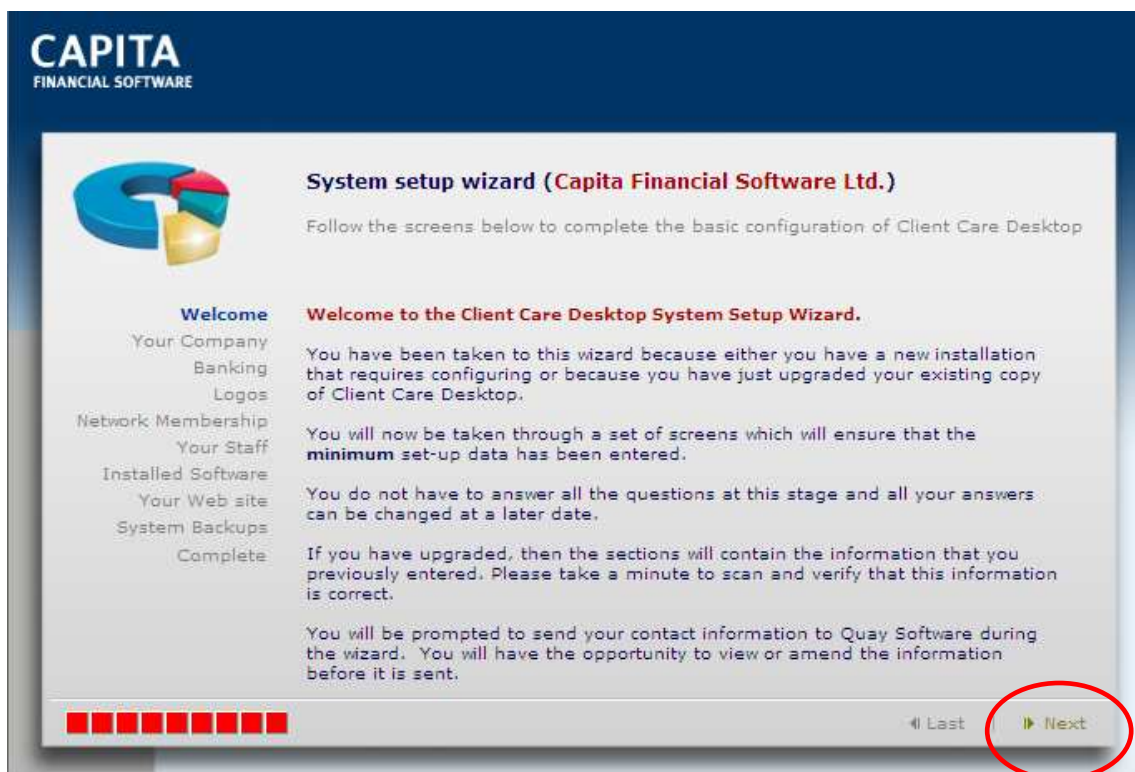 CAPITA
FINANCIAL SOFTWARE
System setup wizard (Capita Financial Software Ltd.)
Follow the screens below to complete the basic configuration of Client Care Desktop
Welcome
Your Company
Banking
Logos
Network Membership
Your Staff
Installed Software
Your Web site
System Backups
Complete
Welcome to the Client Care Desktop System Setup Wizard.
You have been taken to this wizard because either you have a new installation
that requires configuring or because you have just upgraded your existing copy
of Client Care Desktop.
You will now be taken through a set of screens which will ensure that the
minimum set-up data has been entered.
You do not have to answer all the questions at this stage and all your answers
can be changed at a later date.
If you have upgraded, then the sections will contain the information that you
previously entered. Please take a minute to scan and verify that this information
is correct.
You will be prompted to send your contact information to Quay Software during
the wizard. You will have the opportunity to view or amend the information
before it is sent.
Last
Next